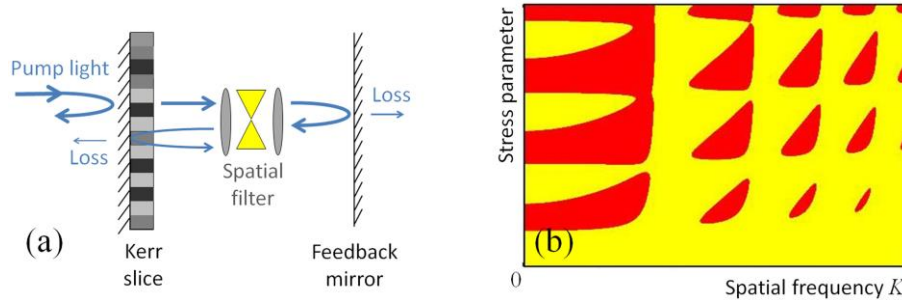 Pump light
Loss
Loss
Spatial
filter
(a)
Kerr
slice
Feedback
mirror
Stress parameter
(b)
0
Spatial frequency K